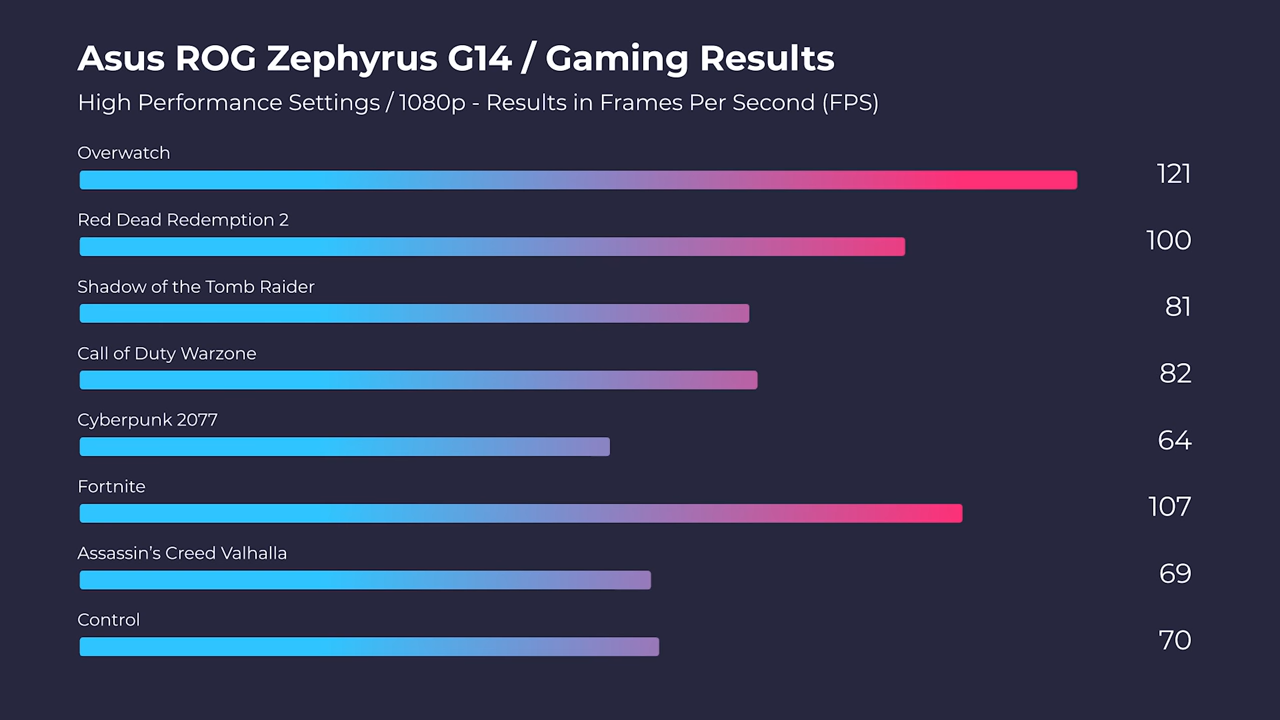 Asus ROG Zephyrus G14 / Gaming Results
High Performance Settings / 1080p - Results in Frames Per Second (FPS)
Overwatch
121
Red Dead Redemption 2
100
Shadow of the Tomb Raider
81
Call of Duty Warzone
82
Cyberpunk 2077
64
Fortnite
107
Assassin’s Creed Valhalla
69
Control
70